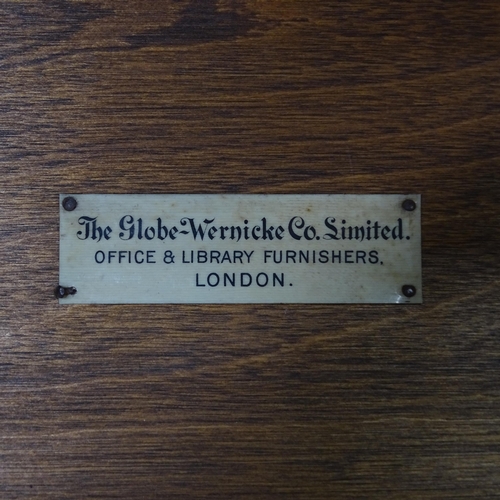 The Globe-Wernicke Co. Limited.
OFFICE & LIBRARY FURNISHERS,
LONDON.